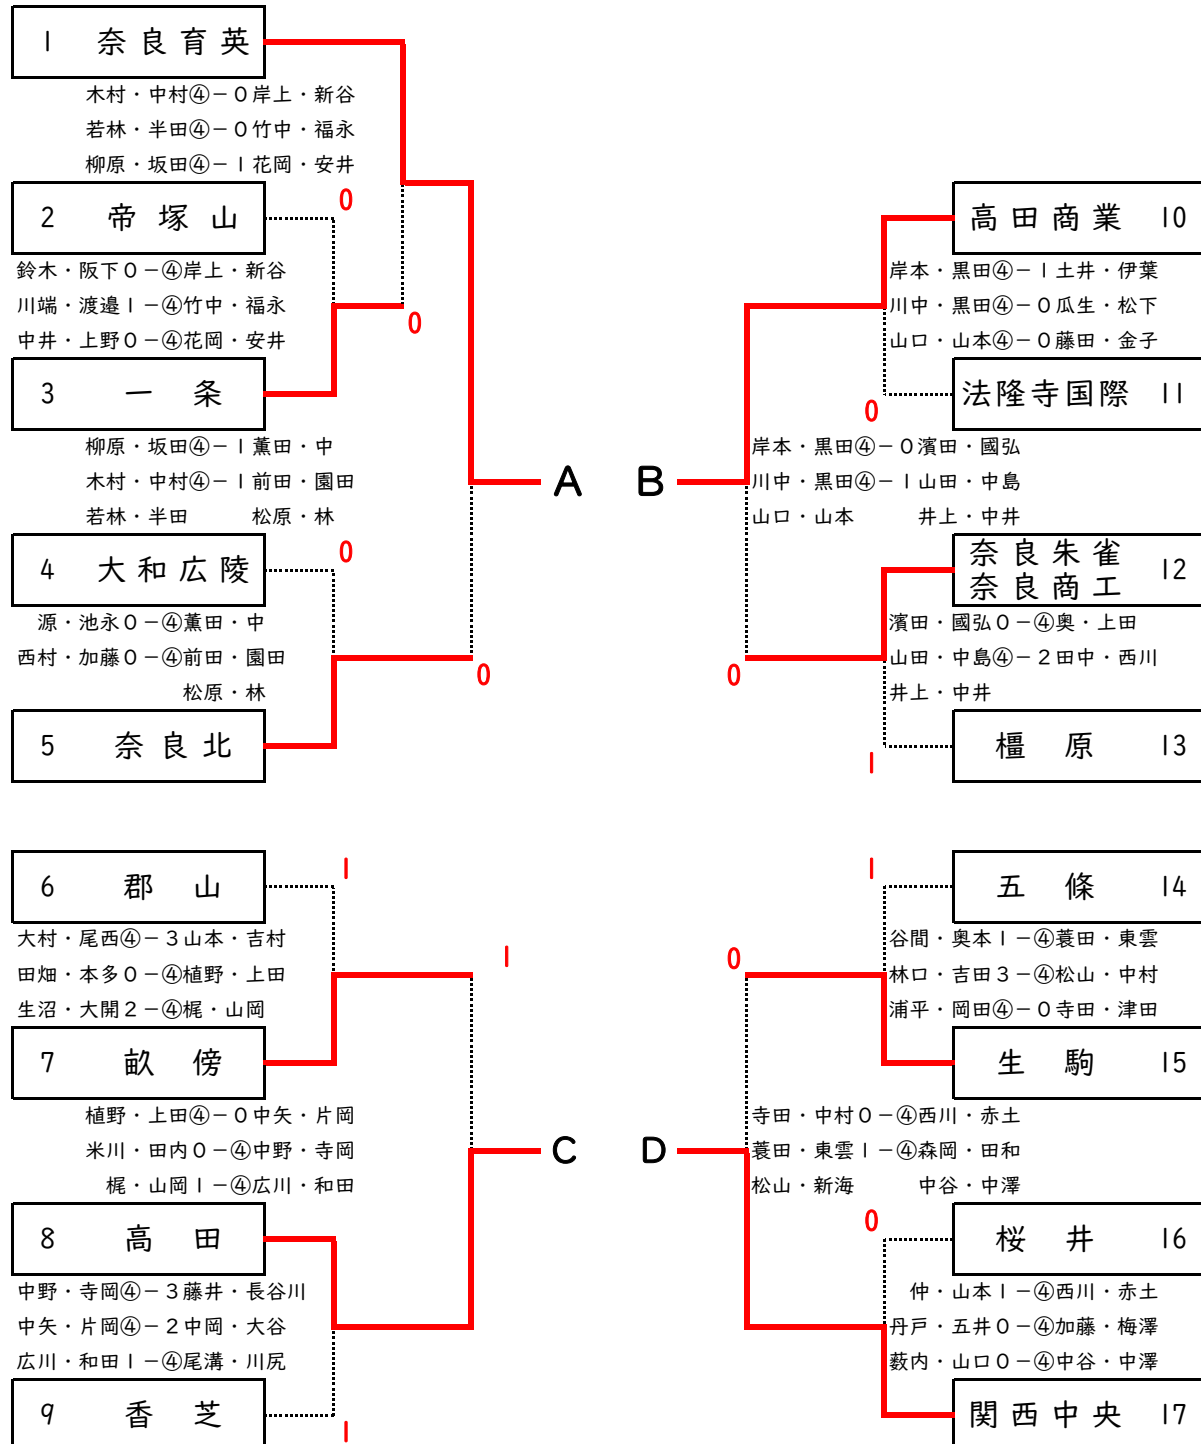 1 奈良育英
木村・中村④－０岸上・新谷
若林・半田④－０竹中・福永
柳原・坂田④－１花岡・安井
0
2 帝塚山
鈴木・阪下０－④岸上・新谷
川端・渡邉１－④竹中・福永
中井・上野０－④花岡・安井
0
3 一条
柳原・坂田④－１薫田・中
木村・中村④－１前田・園田
若林・半田　松原・林
A
0
4 大和広陵
源・池永０－④薫田・中
西村・加藤０－④前田・園田
松原・林
0
5 奈良北
高田商業 10
岸本・黒田④－１土井・伊葉
川中・黒田④－０瓜生・松下
山口・山本④－０藤田・金子
法隆寺国際 11
0
岸本・黒田④－０濱田・國弘
川中・黒田④－１山田・中島
山口・山本　井上・中井
B
奈良朱雀
奈良商工 12
濱田・國弘０－④奥・上田
山田・中島④－２田中・西川
井上・中井
0
橿原 13
1
6 郡山
1
大村・尾西④－３山本・吉村
田畑・本多０－④植野・上田
生沼・大開２－④梶・山岡
1
7 畝傍
植野・上田④－０中矢・片岡
米川・田内０－④中野・寺岡
梶・山岡１－④広川・和田
C
8 高田
中野・寺岡④－３藤井・長谷川
中矢・片岡④－２中岡・大谷
広川・和田１－④尾溝・川尻
9 香芝
1
1
五條 14
谷間・奥本１－④蓑田・東雲
林口・吉田３－④松山・中村
浦平・岡田④－０寺田・津田
0
生駒 15
寺田・中村０－④西川・赤土
蓑田・東雲１－④森岡・田和
松山・新海　中谷・中澤
D
0
桜井 16
仲・山本１－④西川・赤土
丹戸・五井０－④加藤・梅澤
薮内・山口０－④中谷・中澤
関西中央 17